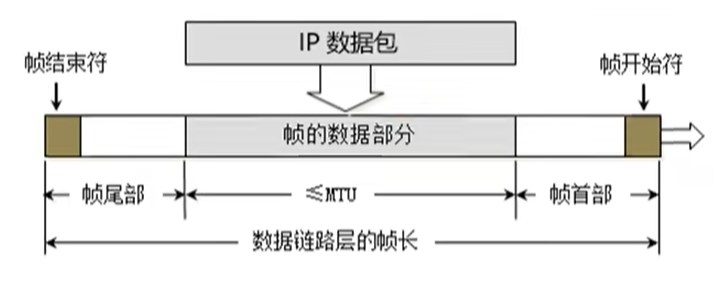 IP 数据包
帧结束符
帧开始符
帧的数据部分
帧尾部
≤MTU
帧首部
数据链路层的帧长